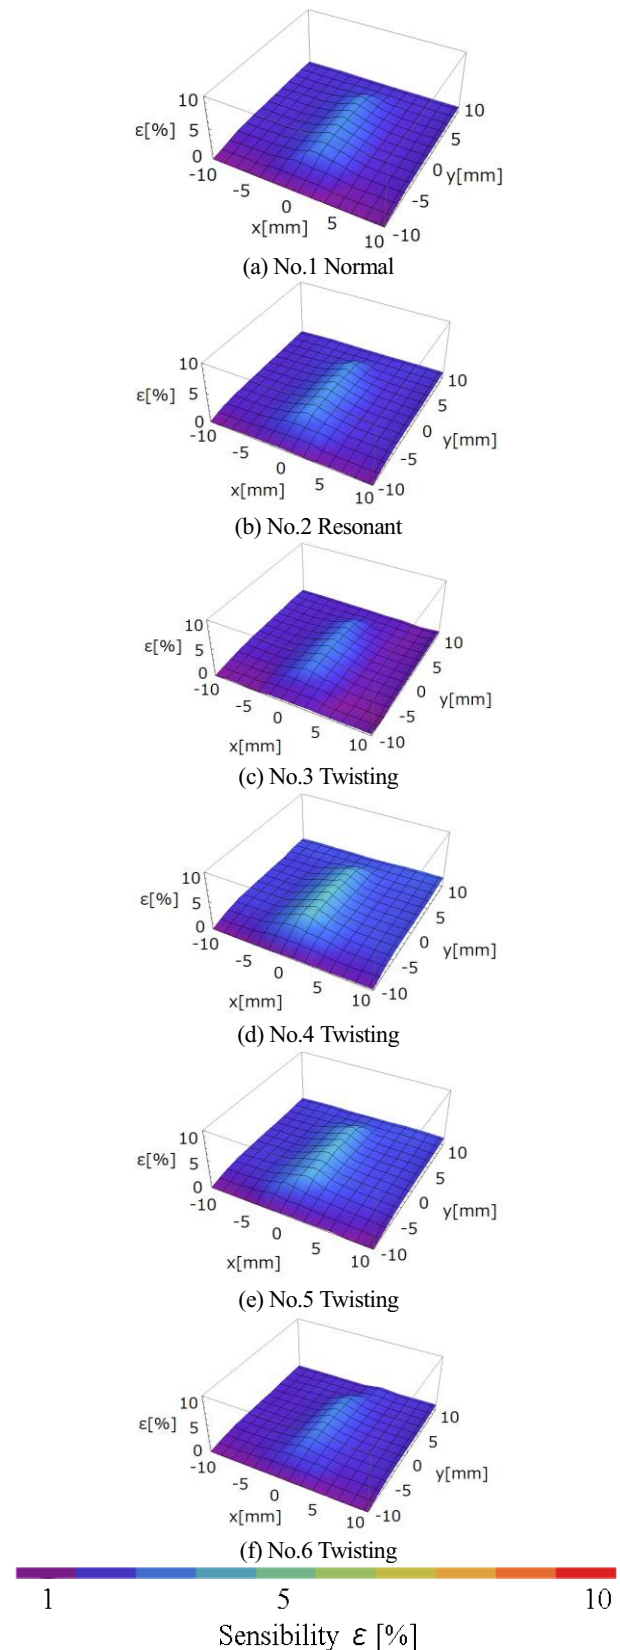 10
ε[%] 5
0
-10
-5
0
5
10
x[mm]
10
5
0
-5
-10
y[mm]
(a) No.1 Normal
10
ε[%] 5
0
-10
-5
0
5
10
x[mm]
10
5
0
-5
-10
y[mm]
(b) No.2 Resonant
10
ε[%] 5
0
-10
-5
0
5
10
x[mm]
10
5
0
-5
-10
y[mm]
(c) No.3 Twisting
10
ε[%] 5
0
-10
-5
0
5
10
x[mm]
10
5
0
-5
-10
y[mm]
(d) No.4 Twisting
10
ε[%] 5
0
-10
-5
0
5
10
x[mm]
10
5
0
-5
-10
y[mm]
(e) No.5 Twisting
10
ε[%] 5
0
-10
-5
0
5
10
x[mm]
10
5
0
-5
-10
y[mm]
(f) No.6 Twisting
1 5 10
Sensibility ε [%]